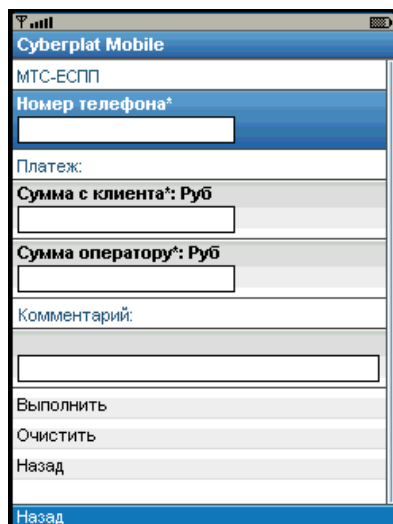 Cyberplat Mobile
МТС-ЕСПП
Номер телефона*
Платеж:
Сумма с клиента*: Руб
Сумма оператору*: Руб
Комментарий:
Выполнить
Очистить
Назад
Назад